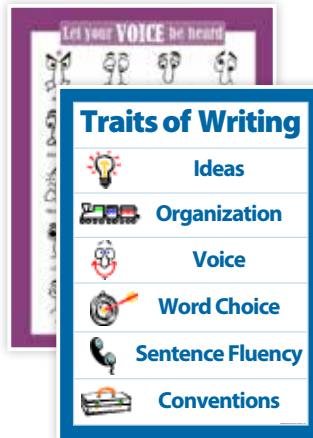 Let your VOICE be heard
Traits of Writing
Ideas
Organization
Voice
Word Choice
Sentence Fluency
Conventions